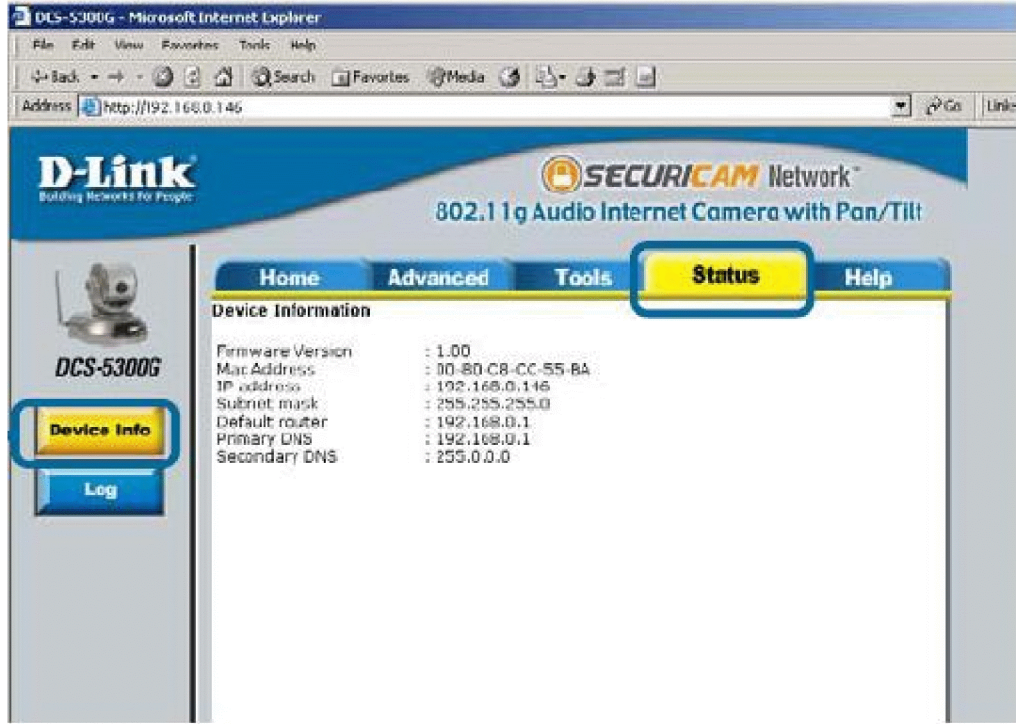 DCS-5300G - Microsoft Internet Explorer
File Edit View Favorites Tools Help
Back Search Favorites Media
Address http://192.168.0.146 Go Links
D-Link
Building Networks for People
SECURICAM Network
802.11g Audio Internet Camera with Pan/Tilt
Home Advanced Tools Status Help
DCS-5300G
Device Info
Log
Device Information
Firmware Version : 1.00
Mac Address : 00-80-C8-CC-55-BA
IP address : 192.168.0.146
Subnet mask : 255.255.255.0
Default router : 192.168.0.1
Primary DNS : 192.168.0.1
Secondary DNS : 255.0.0.0